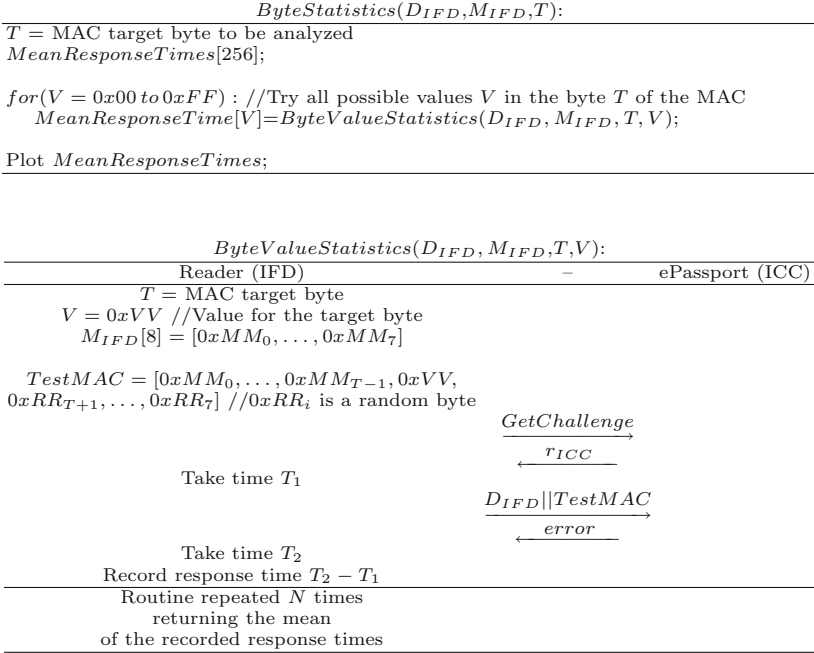 ByteStatistics(D_IFD,M_IFD,T):
T = MAC target byte to be analyzed
MeanResponseTimes[256];
for(V = 0x00 to 0xFF) : //Try all possible values V in the byte T of the MAC
MeanResponseTime[V]=ByteValueStatistics(D_IFD, M_IFD, T, V);
Plot MeanResponseTimes;
ByteValueStatistics(D_IFD, M_IFD,T,V):
Reader (IFD) – ePassport (ICC)
T = MAC target byte
V = 0xVV //Value for the target byte
M_IFD[8] = [0xMM_0, . . . , 0xMM_7]
TestMAC = [0xMM_0, . . . , 0xMM_{T−1}, 0xVV,
0xRR_{T+1}, . . . , 0xRR_7] //0xRR_i is a random byte
GetChallenge
r_ICC
Take time T_1
D_IFD||TestMAC
error
Take time T_2
Record response time T_2 − T_1
Routine repeated N times
returning the mean
of the recorded response times